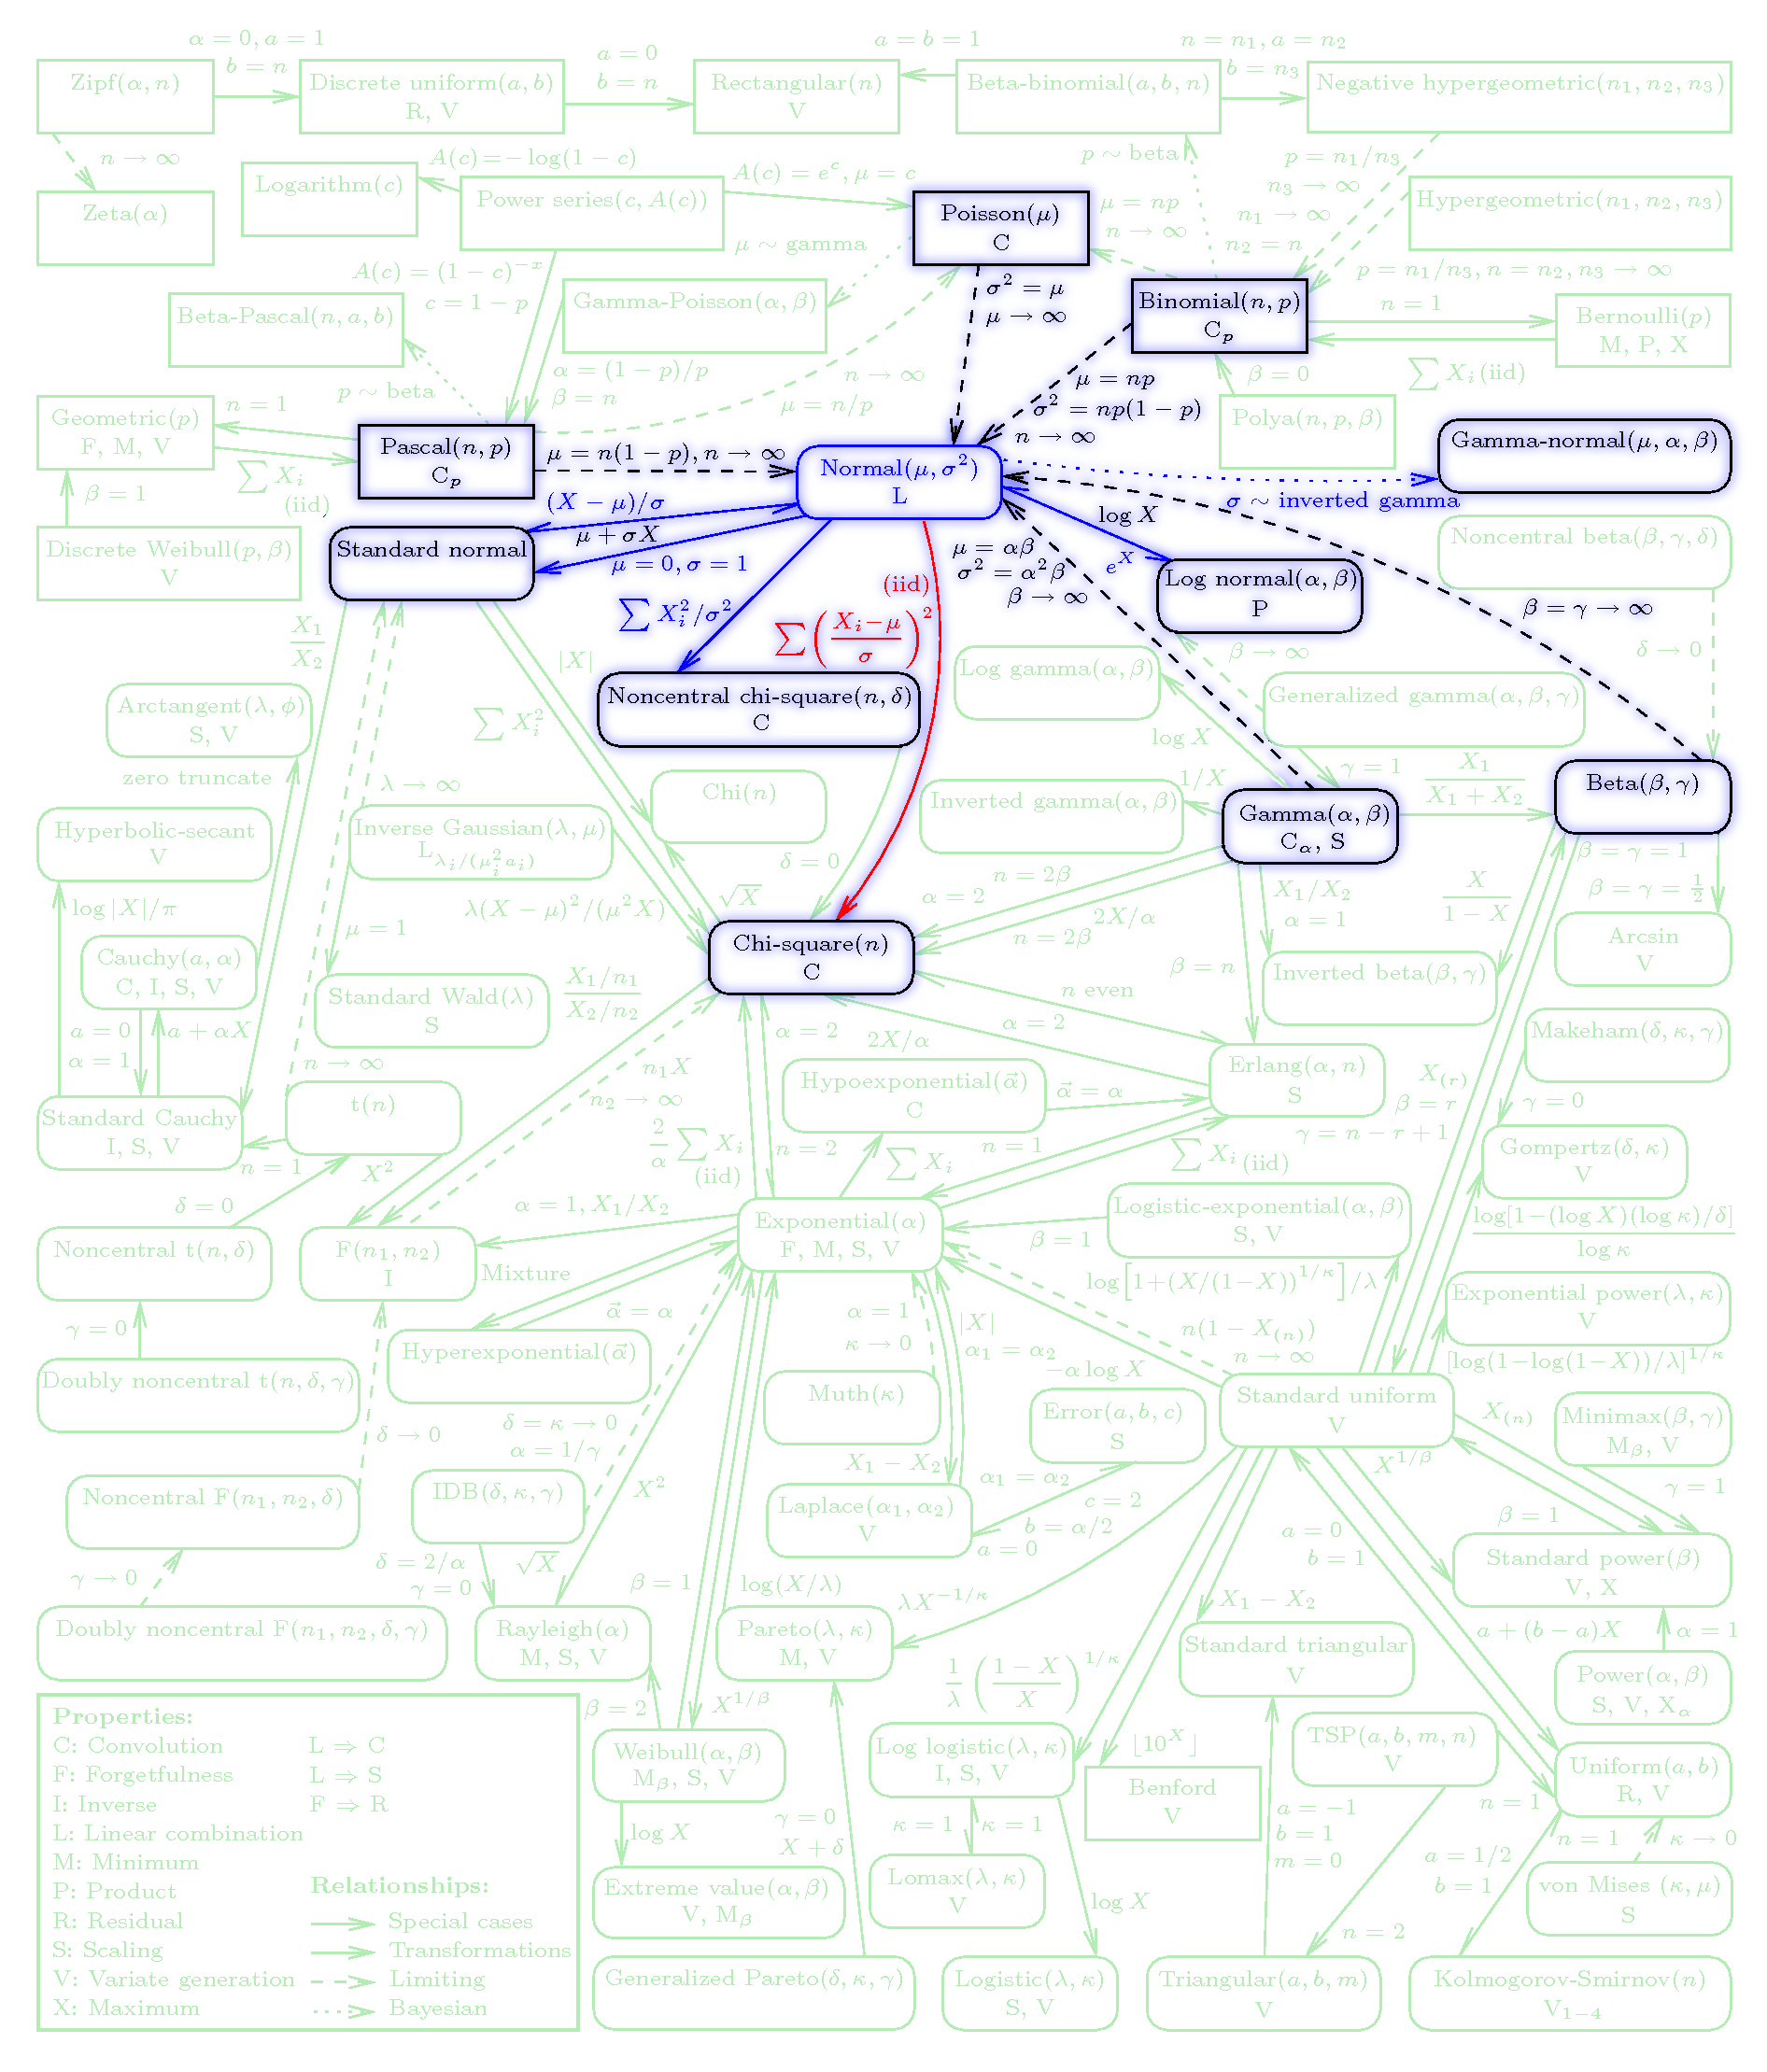 α = 0, a = 1
b = n
a = 0
b = n
a = b = 1
n = n₁, a = n₂
b = n₃
Zipf(α, n)
Discrete uniform(a, b)
R, V
Rectangular(n)
V
Beta-binomial(a, b, n)
Negative hypergeometric(n₁, n₂, n₃)
n → ∞
A(c) = − log(1 − c)
A(c) = eᶜ, μ = c
p ∼ beta
p = n₁/n₃
n₃ → ∞
n₁ → ∞
n₂ = n
Zeta(α)
Logarithm(c)
Power series(c, A(c))
Poisson(μ)
C
μ = np
n → ∞
Hypergeometric(n₁, n₂, n₃)
μ ∼ gamma
p = n₁/n₃, n = n₂, n₃ → ∞
A(c) = (1 − c)⁻ˣ
c = 1 − p
Beta-Pascal(n, a, b)
Gamma-Poisson(α, β)
σ² = μ
μ → ∞
Binomial(n, p)
Cₚ
n = 1
Bernoulli(p)
M, P, X
∑ Xᵢ (iid)
α = (1 − p)/p
β = n
n → ∞
μ = n/p
p ∼ beta
μ = np
σ² = np(1 − p)
n → ∞
β = 0
Polya(n, p, β)
Geometric(p)
F, M, V
n = 1
∑ Xᵢ
(iid)
Pascal(n, p)
Cₚ
μ = n(1 − p), n → ∞
Normal(μ, σ²)
L
Gamma-normal(μ, α, β)
σ ∼ inverted gamma
β = 1
Discrete Weibull(p, β)
V
(X − μ)/σ
μ + σX
μ = 0, σ = 1
Standard normal
log X
eˣ
μ = αβ
σ² = α²β
β → ∞
Noncentral beta(β, γ, δ)
Log normal(α, β)
P
β = γ → ∞
∑ Xᵢ²/σ²
(iid)
∑ ((Xᵢ−μ)/σ)²
X₁/X₂
|X|
∑ Xᵢ²
β → ∞
δ → 0
Arctangent(λ, φ)
S, V
Noncentral chi-square(n, δ)
C
Log gamma(α, β)
Generalized gamma(α, β, γ)
log X
zero truncate
λ → ∞
Chi(n)
1/X
γ = 1
X₁/(X₁ + X₂)
Beta(β, γ)
Hyperbolic-secant
V
Inverse Gaussian(λ, μ)
L λᵢ/(μᵢ²aᵢ)
δ = 0
Inverted gamma(α, β)
Gamma(α, β)
C_α, S
log |X|/π
μ = 1
λ(X − μ)²/(μ²X)
√X
α = 2
n = 2β
2X/α
n = 2β
X₁/X₂
α = 1
X/(1 − X)
β = γ = 1
β = γ = ½
Cauchy(a, α)
C, I, S, V
Chi-square(n)
C
Arcsin
V
β = n
Inverted beta(β, γ)
Standard Wald(λ)
S
(X₁/n₁)/(X₂/n₂)
n even
a = 0
α = 1
a + αX
α = 2
α = 2
2X/α
Makeham(δ, κ, γ)
n → ∞
n₁X
n₂ → ∞
Hypoexponential(α⃗)
C
α⃗ = α
Erlang(α, n)
S
X₍ᵣ₎
β = r
γ = n − r + 1
γ = 0
Standard Cauchy
I, S, V
t(n)
n = 1
X²
(2/α) ∑ Xᵢ
(iid)
n = 2
∑ Xᵢ
n = 1
∑ Xᵢ (iid)
Gompertz(δ, κ)
V
δ = 0
α = 1, X₁/X₂
Exponential(α)
F, M, S, V
Logistic-exponential(α, β)
S, V
β = 1
log[1−(log X)(log κ)/δ]/log κ
Noncentral t(n, δ)
F(n₁, n₂)
I
Mixture
α⃗ = α
log[1+(X/(1−X))^{1/κ}]/λ
Exponential power(λ, κ)
V
γ = 0
Hyperexponential(α⃗)
α = 1
κ → 0
|X|
α₁ = α₂
n(1 − X₍ₙ₎)
n → ∞
[log(1−log(1−X))/λ]^{1/κ}
Doubly noncentral t(n, δ, γ)
−α log X
Muth(κ)
Error(a, b, c)
S
Standard uniform
V
X₍ₙ₎
Minimax(β, γ)
M_β, V
δ → 0
δ = κ → 0
α = 1/γ
X²
X₁ − X₂
α₁ = α₂
X^{1/β}
γ = 1
Noncentral F(n₁, n₂, δ)
IDB(δ, κ, γ)
Laplace(α₁, α₂)
V
c = 2
b = α/2
a = 0
a = 0
b = 1
β = 1
Standard power(β)
V, X
γ → 0
δ = 2/α
γ = 0
√X
β = 1
log(X/λ)
λX^{−1/κ}
X₁ − X₂
Doubly noncentral F(n₁, n₂, δ, γ)
Rayleigh(α)
M, S, V
Pareto(λ, κ)
M, V
Standard triangular
V
a + (b − a)X
α = 1
(1/λ) ((1 − X)/X)^{1/κ}
Power(α, β)
S, V, X_α
β = 2
X^{1/β}
Weibull(α, β)
M_β, S, V
Log logistic(λ, κ)
I, S, V
⌊10ˣ⌋
Benford
V
TSP(a, b, m, n)
V
Uniform(a, b)
R, V
n = 1
log X
γ = 0
X + δ
κ = 1
κ = 1
a = −1
b = 1
m = 0
a = 1/2
b = 1
n = 1
κ → 0
Extreme value(α, β)
V, M_β
Lomax(λ, κ)
V
log X
n = 2
von Mises (κ, μ)
S
Generalized Pareto(δ, κ, γ)
Logistic(λ, κ)
S, V
Triangular(a, b, m)
V
Kolmogorov-Smirnov(n)
V₁₋₄
Properties:
C: Convolution
F: Forgetfulness
I: Inverse
L: Linear combination
M: Minimum
P: Product
R: Residual
S: Scaling
V: Variate generation
X: Maximum
L ⇒ C
L ⇒ S
F ⇒ R
Relationships:
Special cases
Transformations
Limiting
Bayesian